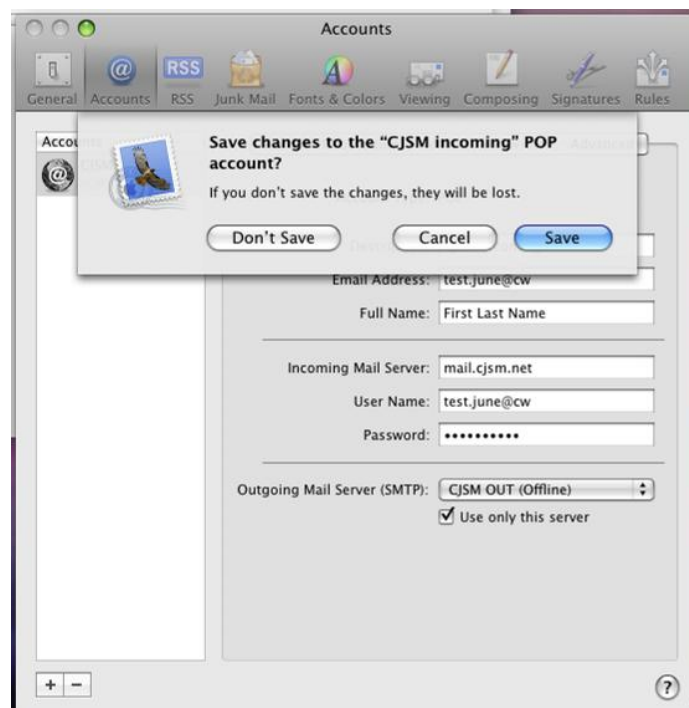 Accounts
General Accounts RSS Junk Mail Fonts & Colors Viewing Composing Signatures Rules
Save changes to the “CJSM incoming” POP
account?
If you don’t save the changes, they will be lost.
Don’t Save Cancel Save
Email Address: test.june@cw
Full Name: First Last Name
Incoming Mail Server: mail.cjsm.net
User Name: test.june@cw
Password: ••••••••••
Outgoing Mail Server (SMTP): CJSM OUT (Offline)
Use only this server